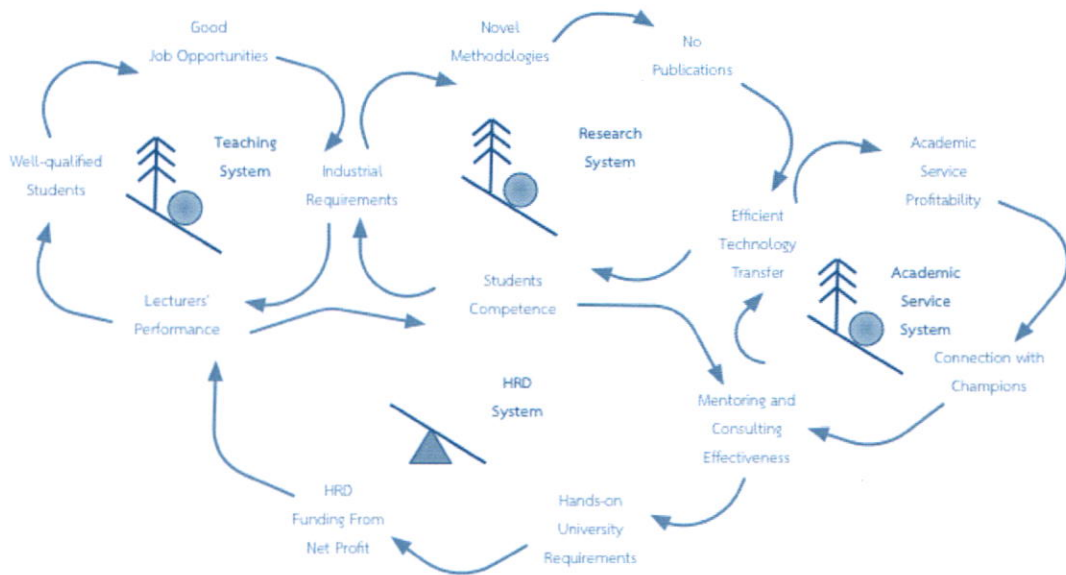 Good
Job Opportunities
Novel
Methodologies
No
Publications
Teaching
System
Research
System
Well-qualified
Students
Industrial
Requirements
Academic
Service
Profitability
Efficient
Technology
Transfer
Students
Competence
Academic
Service
System
Lecturers'
Performance
Connection with
Champions
HRD
System
Mentoring and
Consulting
Effectiveness
HRD
Funding From
Net Profit
Hands-on
University
Requirements